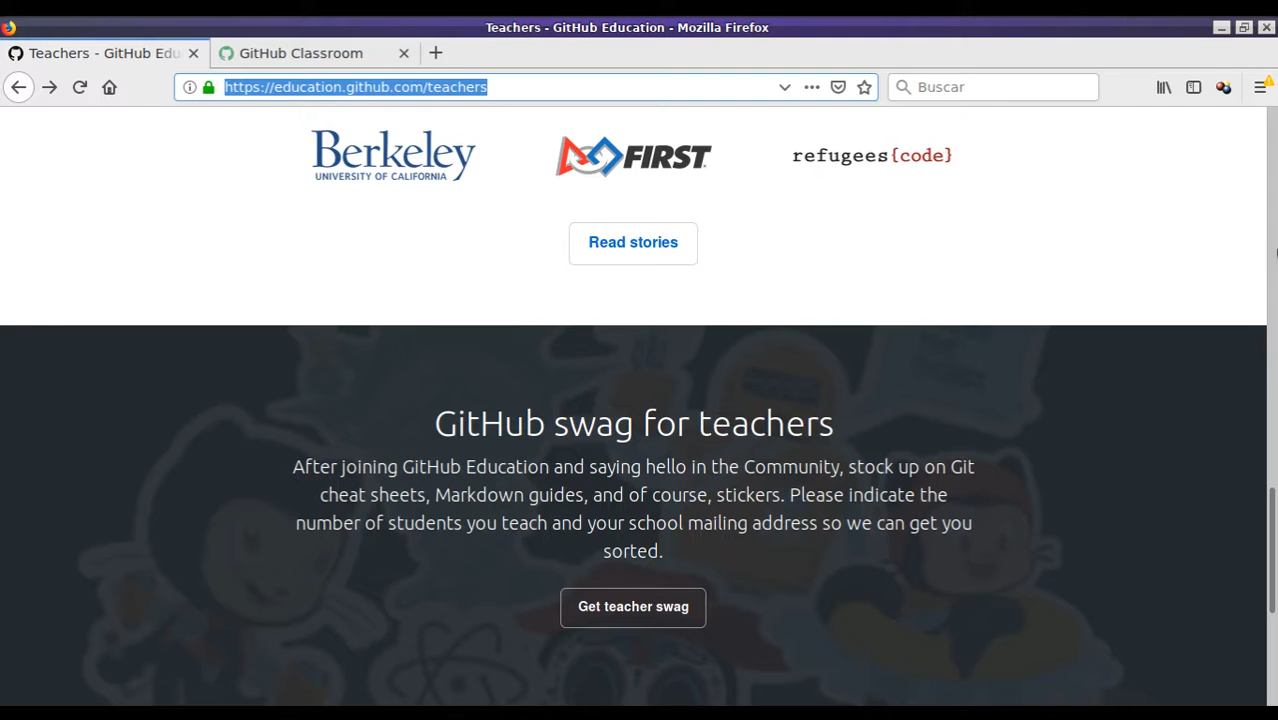 Teachers - GitHub Education - Mozilla Firefox
Teachers - GitHub Edu
GitHub Classroom
https://education.github.com/teachers
Buscar
Berkeley
UNIVERSITY OF CALIFORNIA
FIRST
refugees{code}
Read stories
GitHub swag for teachers
After joining GitHub Education and saying hello in the Community, stock up on Git
cheat sheets, Markdown guides, and of course, stickers. Please indicate the
number of students you teach and your school mailing address so we can get you
sorted.
Get teacher swag